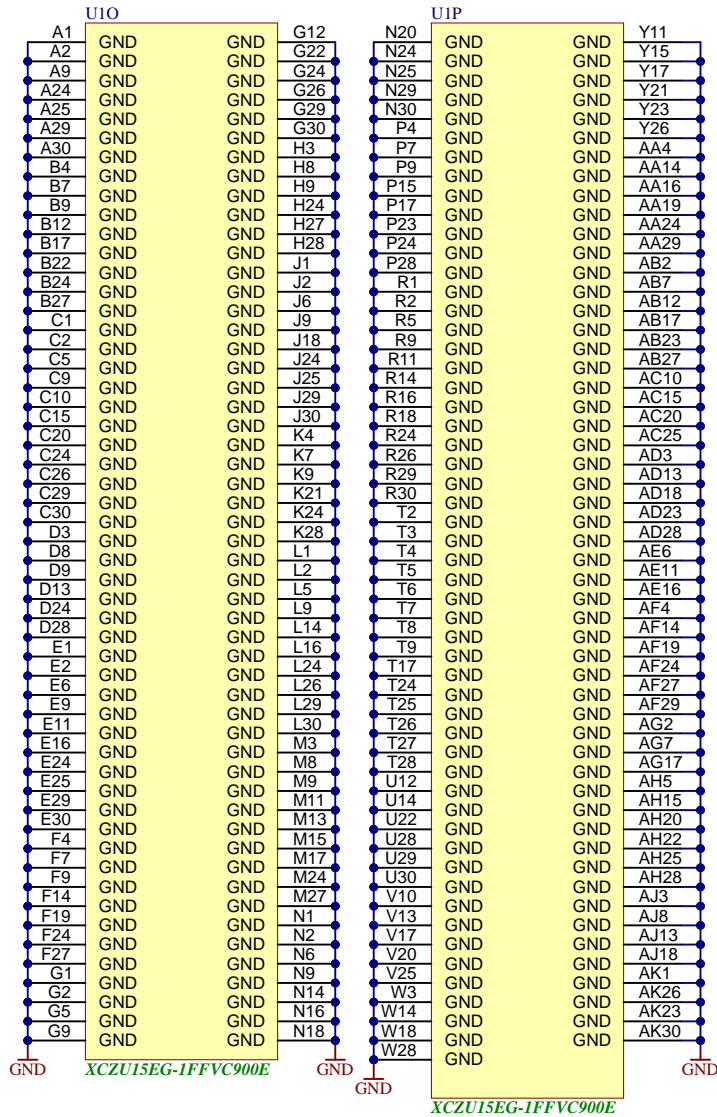 U1O
A1 GND GND G12
A2 GND GND G22
A9 GND GND G24
A24 GND GND G26
A25 GND GND G29
A29 GND GND G30
A30 GND GND H3
B4 GND GND H8
B7 GND GND H9
B9 GND GND H24
B12 GND GND H27
B17 GND GND H28
B22 GND GND J1
B24 GND GND J2
B27 GND GND J6
C1 GND GND J9
C2 GND GND J18
C5 GND GND J24
C9 GND GND J25
C10 GND GND J29
C15 GND GND J30
C20 GND GND K4
C24 GND GND K7
C26 GND GND K9
C29 GND GND K21
C30 GND GND K24
D3 GND GND K28
D8 GND GND L1
D9 GND GND L2
D13 GND GND L5
D24 GND GND L9
D28 GND GND L14
E1 GND GND L16
E2 GND GND L24
E6 GND GND L26
E9 GND GND L29
E11 GND GND L30
E16 GND GND M3
E24 GND GND M8
E25 GND GND M9
E29 GND GND M11
E30 GND GND M13
F4 GND GND M15
F7 GND GND M17
F9 GND GND M24
F14 GND GND M27
F19 GND GND N1
F24 GND GND N2
F27 GND GND N6
G1 GND GND N9
G2 GND GND N14
G5 GND GND N16
G9 GND GND N18
GND XCZU15EG-1FFVC900E GND
U1P
N20 GND GND Y11
N24 GND GND Y15
N25 GND GND Y17
N29 GND GND Y21
N30 GND GND Y23
P4 GND GND Y26
P7 GND GND AA4
P9 GND GND AA14
P15 GND GND AA16
P17 GND GND AA19
P23 GND GND AA24
P24 GND GND AA29
P28 GND GND AB2
R1 GND GND AB7
R2 GND GND AB12
R5 GND GND AB17
R9 GND GND AB23
R11 GND GND AB27
R14 GND GND AC10
R16 GND GND AC15
R18 GND GND AC20
R24 GND GND AC25
R26 GND GND AD3
R29 GND GND AD13
R30 GND GND AD18
T2 GND GND AD23
T3 GND GND AD28
T4 GND GND AE6
T5 GND GND AE11
T6 GND GND AE16
T7 GND GND AF4
T8 GND GND AF14
T9 GND GND AF19
T17 GND GND AF24
T24 GND GND AF27
T25 GND GND AF29
T26 GND GND AG2
T27 GND GND AG7
T28 GND GND AG17
U12 GND GND AH5
U14 GND GND AH15
U22 GND GND AH20
U28 GND GND AH22
U29 GND GND AH25
U30 GND GND AH28
V10 GND GND AJ3
V13 GND GND AJ8
V17 GND GND AJ13
V20 GND GND AJ18
V25 GND GND AK1
W3 GND GND AK26
W14 GND GND AK23
W18 GND GND AK30
W28 GND
GND GND
XCZU15EG-1FFVC900E